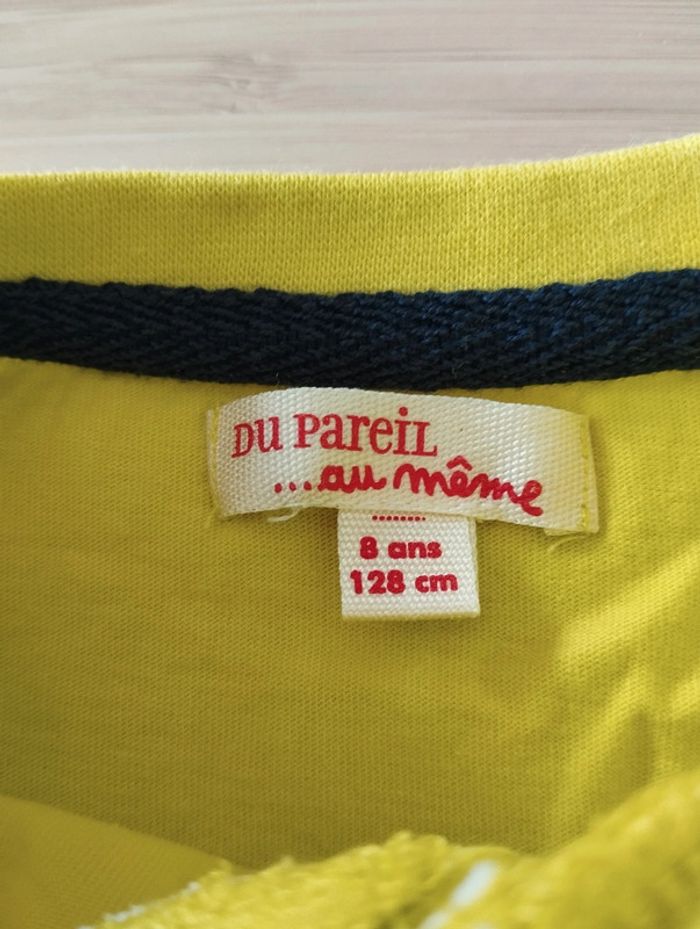 DU PAREIL
...au même
8 ans
128 cm